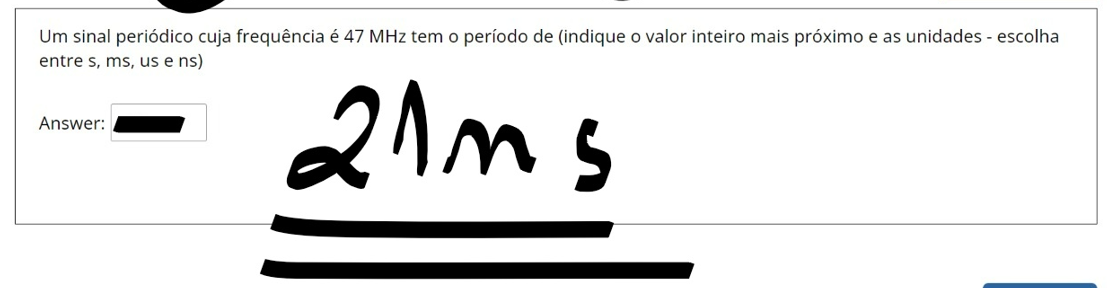 Um sinal periódico cuja frequência é 47 MHz tem o período de (indique o valor inteiro mais próximo e as unidades - escolha
entre s, ms, us e ns)
Answer:
21ns